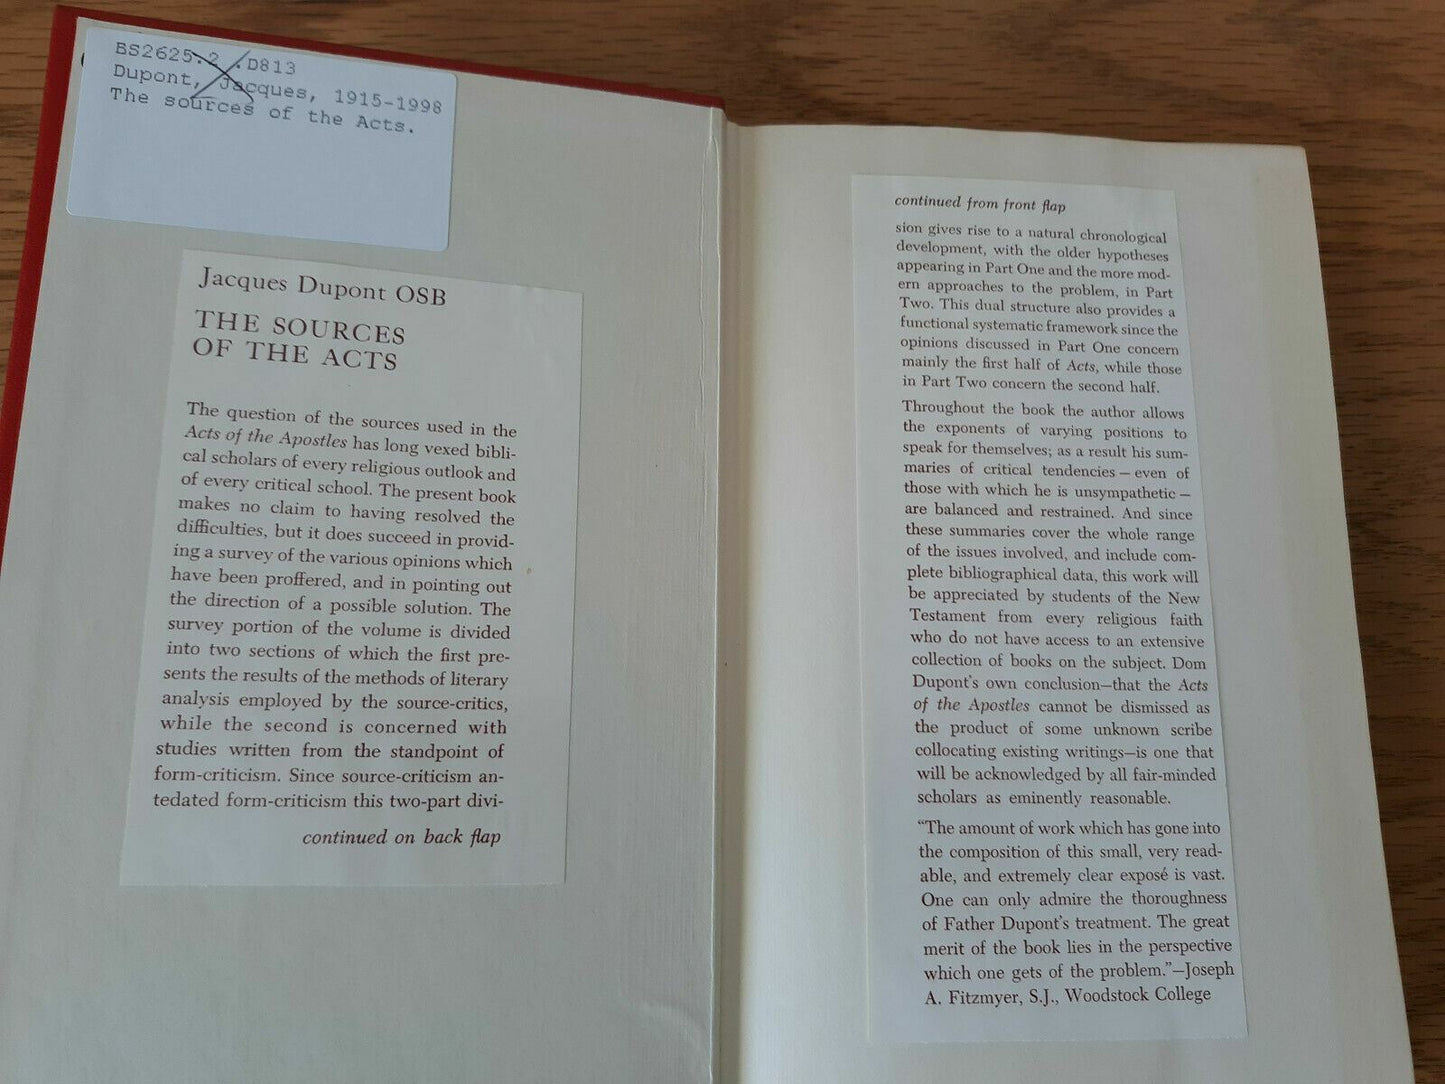 BS2625.2 .D813
Dupont, Jacques, 1915-1998
The sources of the Acts.
Jacques Dupont OSB
THE SOURCES
OF THE ACTS
The question of the sources used in the
Acts of the Apostles has long vexed bibli-
cal scholars of every religious outlook and
of every critical school. The present book
makes no claim to having resolved the
difficulties, but it does succeed in provid-
ing a survey of the various opinions which
have been proffered, and in pointing out
the direction of a possible solution. The
survey portion of the volume is divided
into two sections of which the first pre-
sents the results of the methods of literary
analysis employed by the source-critics,
while the second is concerned with
studies written from the standpoint of
form-criticism. Since source-criticism an-
tedated form-criticism this two-part divi-
continued on back flap
continued from front flap
sion gives rise to a natural chronological
development, with the older hypotheses
appearing in Part One and the more mod-
ern approaches to the problem, in Part
Two. This dual structure also provides a
functional systematic framework since the
opinions discussed in Part One concern
mainly the first half of Acts, while those
in Part Two concern the second half.
Throughout the book the author allows
the exponents of varying positions to
speak for themselves; as a result his sum-
maries of critical tendencies — even of
those with which he is unsympathetic —
are balanced and restrained. And since
these summaries cover the whole range
of the issues involved, and include com-
plete bibliographical data, this work will
be appreciated by students of the New
Testament from every religious faith
who do not have access to an extensive
collection of books on the subject. Dom
Dupont's own conclusion—that the Acts
of the Apostles cannot be dismissed as
the product of some unknown scribe
collocating existing writings—is one that
will be acknowledged by all fair-minded
scholars as eminently reasonable.
“The amount of work which has gone into
the composition of this small, very read-
able, and extremely clear exposé is vast.
One can only admire the thoroughness
of Father Dupont's treatment. The great
merit of the book lies in the perspective
which one gets of the problem.”—Joseph
A. Fitzmyer, S.J., Woodstock College